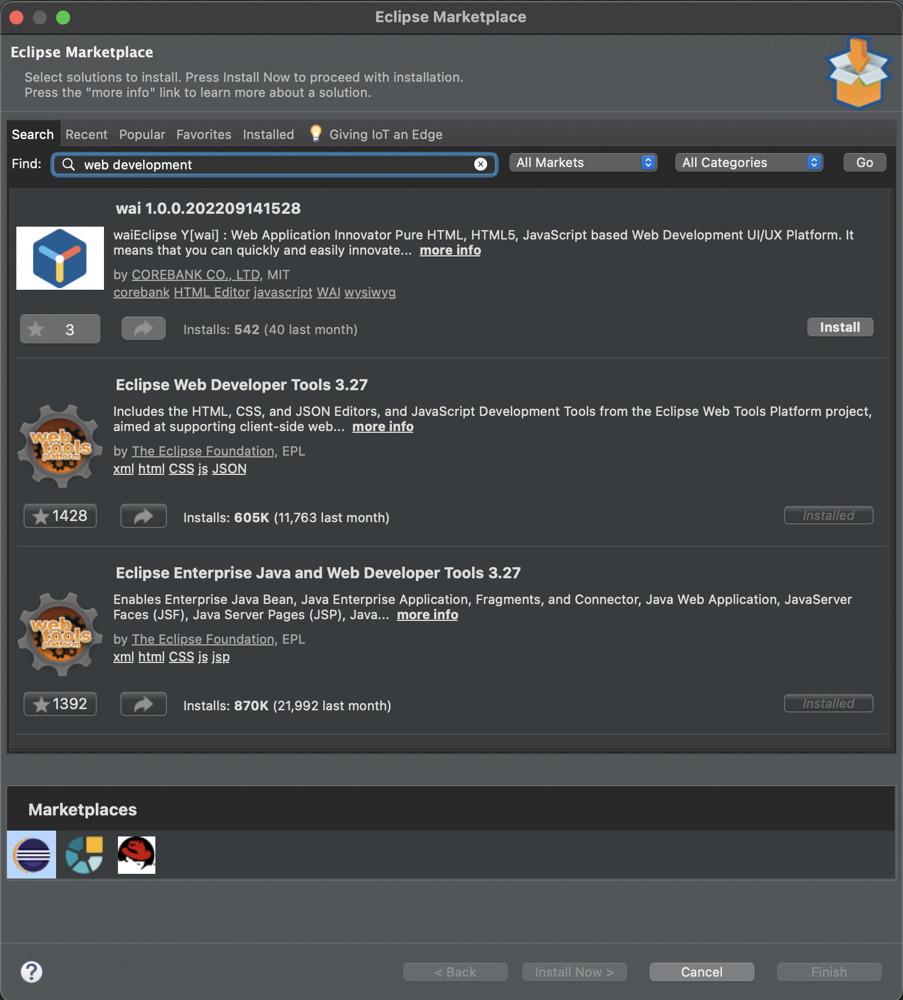 Eclipse Marketplace
Eclipse Marketplace
Select solutions to install. Press Install Now to proceed with installation.
Press the "more info" link to learn more about a solution.
Search Recent Popular Favorites Installed Giving IoT an Edge
Find: web development All Markets All Categories Go
wai 1.0.0.202209141528
waiEclipse Y[wai] : Web Application Innovator Pure HTML, HTML5, JavaScript based Web Development UI/UX Platform. It
means that you can quickly and easily innovate... more info
by COREBANK CO., LTD, MIT
corebank HTML Editor javascript WAI wysiwyg
3 Installs: 542 (40 last month) Install
Eclipse Web Developer Tools 3.27
Includes the HTML, CSS, and JSON Editors, and JavaScript Development Tools from the Eclipse Web Tools Platform project,
aimed at supporting client-side web... more info
web
tools
platform
by The Eclipse Foundation, EPL
xml html CSS js JSON
1428 Installs: 605K (11,763 last month) Installed
Eclipse Enterprise Java and Web Developer Tools 3.27
Enables Enterprise Java Bean, Java Enterprise Application, Fragments, and Connector, Java Web Application, JavaServer
Faces (JSF), Java Server Pages (JSP), Java... more info
web
tools
platform
by The Eclipse Foundation, EPL
xml html CSS js jsp
1392 Installs: 870K (21,992 last month) Installed
Marketplaces
? < Back Install Now > Cancel Finish